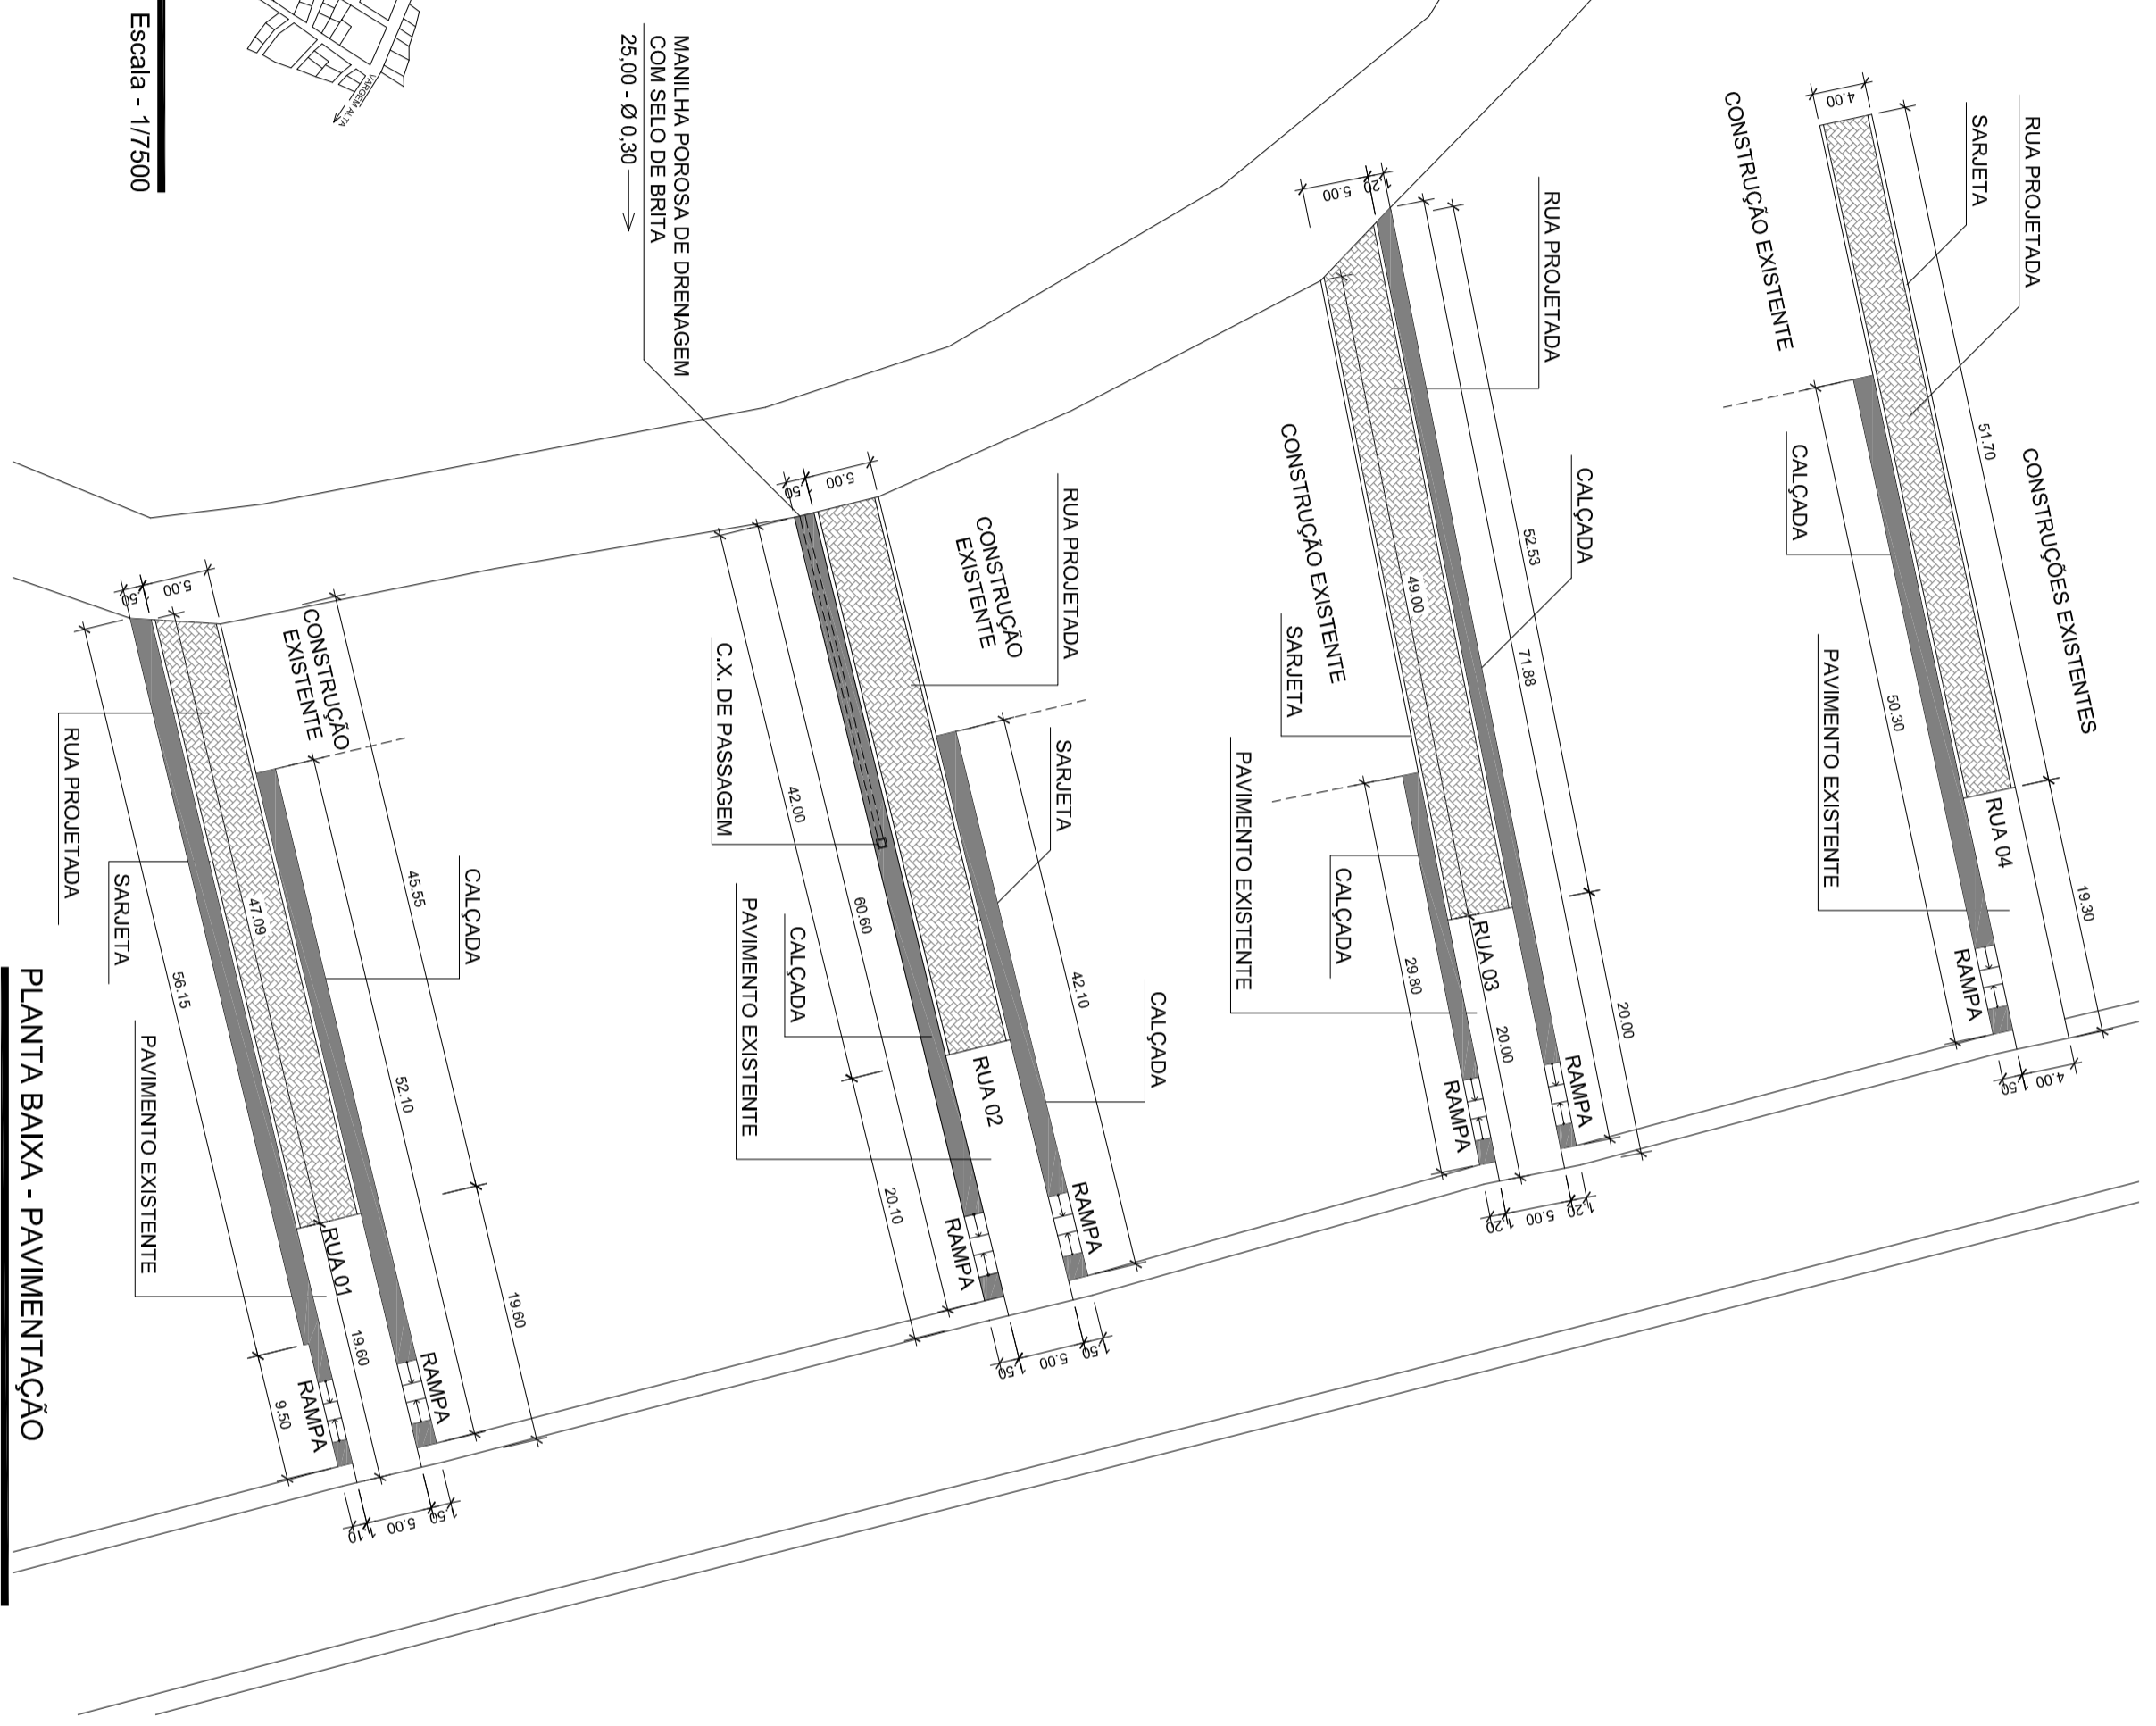 Escala - 1/7500
VARGEM ALTA
MANILHA POROSA DE DRENAGEM
COM SELO DE BRITA
25,00 - Ø 0,30
4.00
51.70
19.30
RUA PROJETADA
SARJETA
CONSTRUÇÃO EXISTENTE
CONSTRUÇÕES EXISTENTES
CALÇADA
50.30
PAVIMENTO EXISTENTE
RUA 04
RAMPA
1.50
4.00
5.00
1.20
RUA PROJETADA
CALÇADA
52.53
20.00
71.88
49.00
20.00
CONSTRUÇÃO EXISTENTE
SARJETA
PAVIMENTO EXISTENTE
CALÇADA
29.80
RUA 03
RAMPA
RAMPA
1.20
5.00
1.20
5.00
1.50
RUA PROJETADA
CONSTRUÇÃO
EXISTENTE
SARJETA
CALÇADA
42.10
C.X. DE PASSAGEM
42.00
60.60
20.10
CALÇADA
PAVIMENTO EXISTENTE
RUA 02
RAMPA
RAMPA
1.50
5.00
1.50
5.00
1.50
CONSTRUÇÃO
EXISTENTE
45.55
19.60
CALÇADA
52.10
47.09
19.60
56.15
9.50
RUA PROJETADA
SARJETA
PAVIMENTO EXISTENTE
RUA 01
RAMPA
RAMPA
1.10
5.00
1.50
PLANTA BAIXA - PAVIMENTAÇÃO